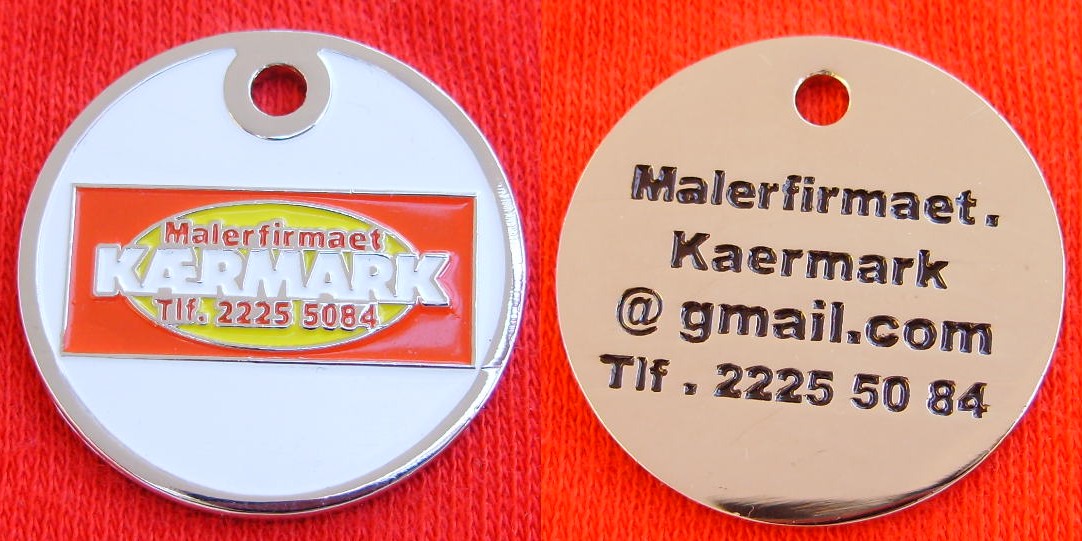 Malerfirmaet
KÆRMARK
Tlf. 2225 5084
Malerfirmaet.
Kaermark
@ gmail.com
Tlf . 2225 50 84